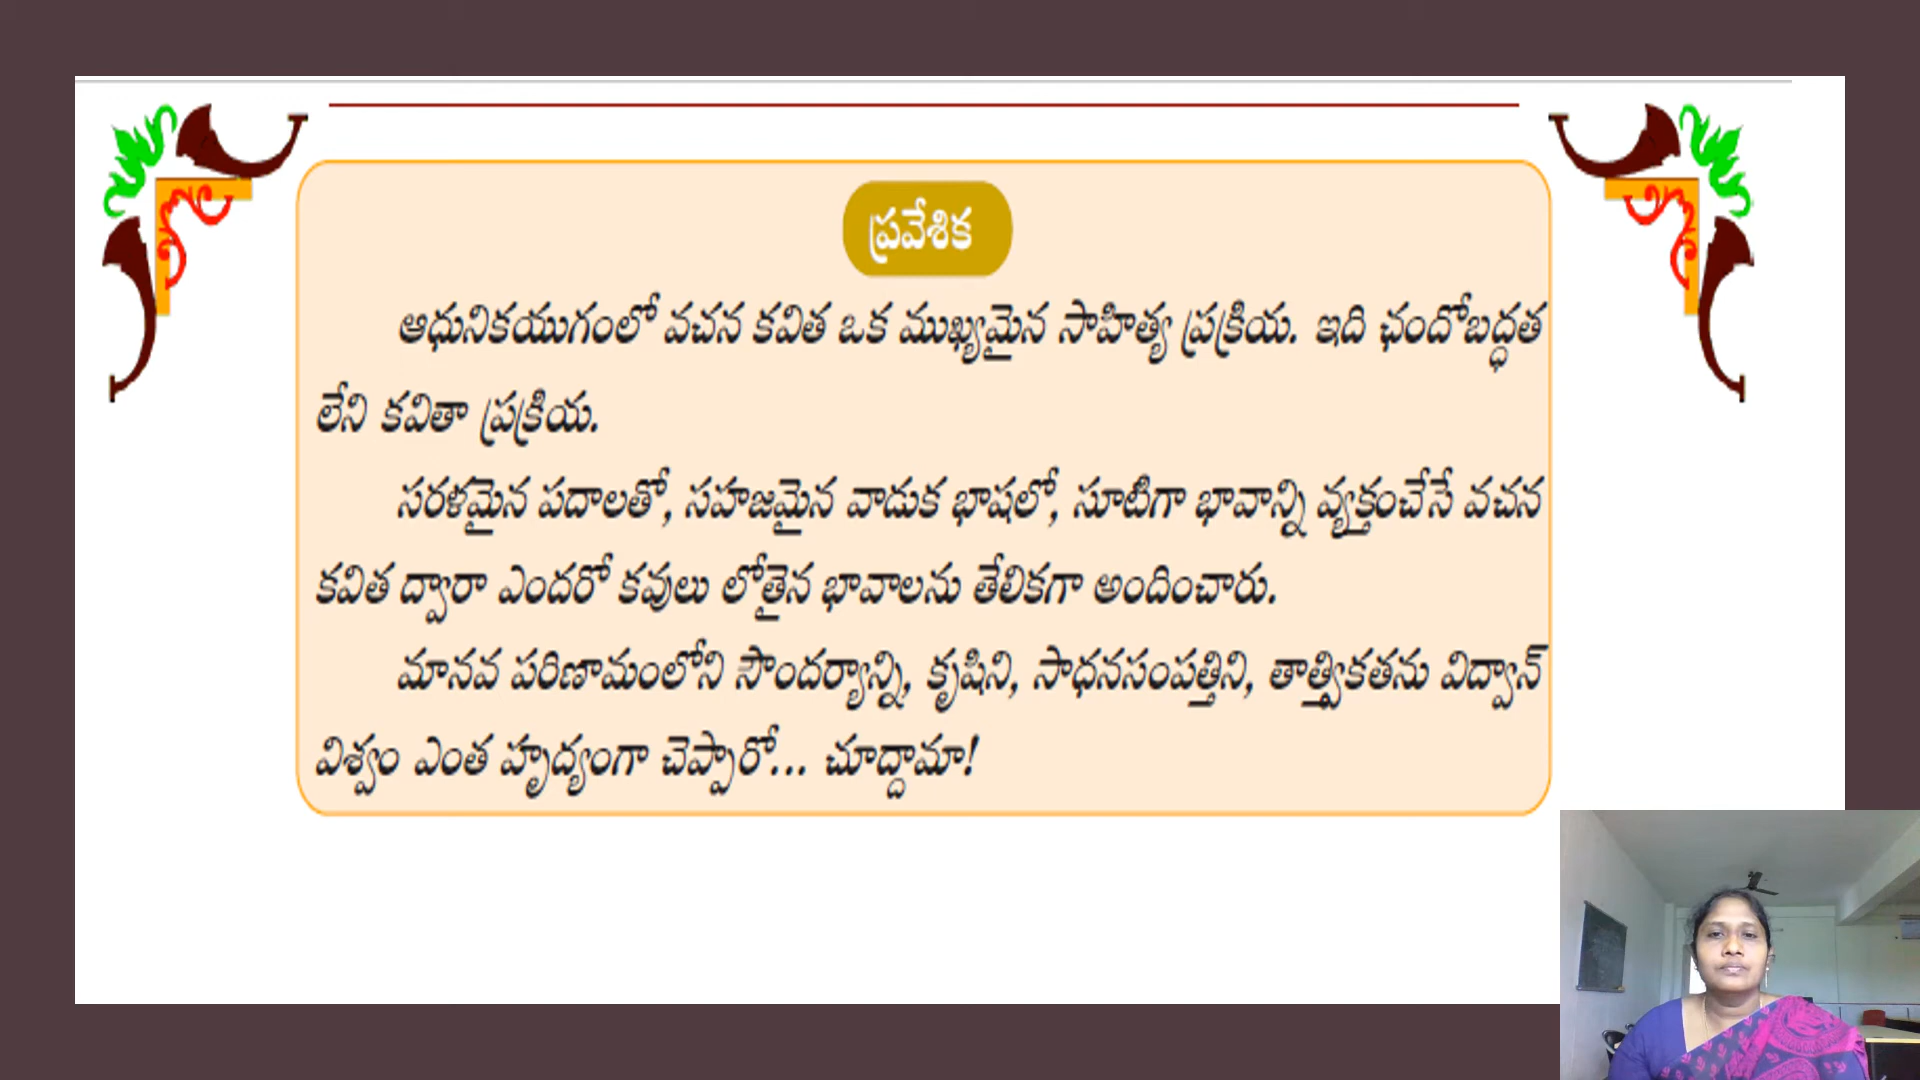 ప్రవేశిక
ఆధునికయుగంలో వచన కవిత ఒక ముఖ్యమైన సాహిత్య ప్రక్రియ. ఇది ఛందోబద్ధత
లేని కవితా ప్రక్రియ.
సరళమైన పదాలతో, సహజమైన వాడుక భాషలో, సూటిగా భావాన్ని వ్యక్తంచేసే వచన
కవిత ద్వారా ఎందరో కవులు లోతైన భావాలను తేలికగా అందించారు.
మానవ పరిణామంలోని సౌందర్యాన్ని, కృషిని, సాధనసంపత్తిని, తాత్త్వికతను విద్వాన్
విశ్వం ఎంత హృద్యంగా చెప్పారో... చూద్దామా!